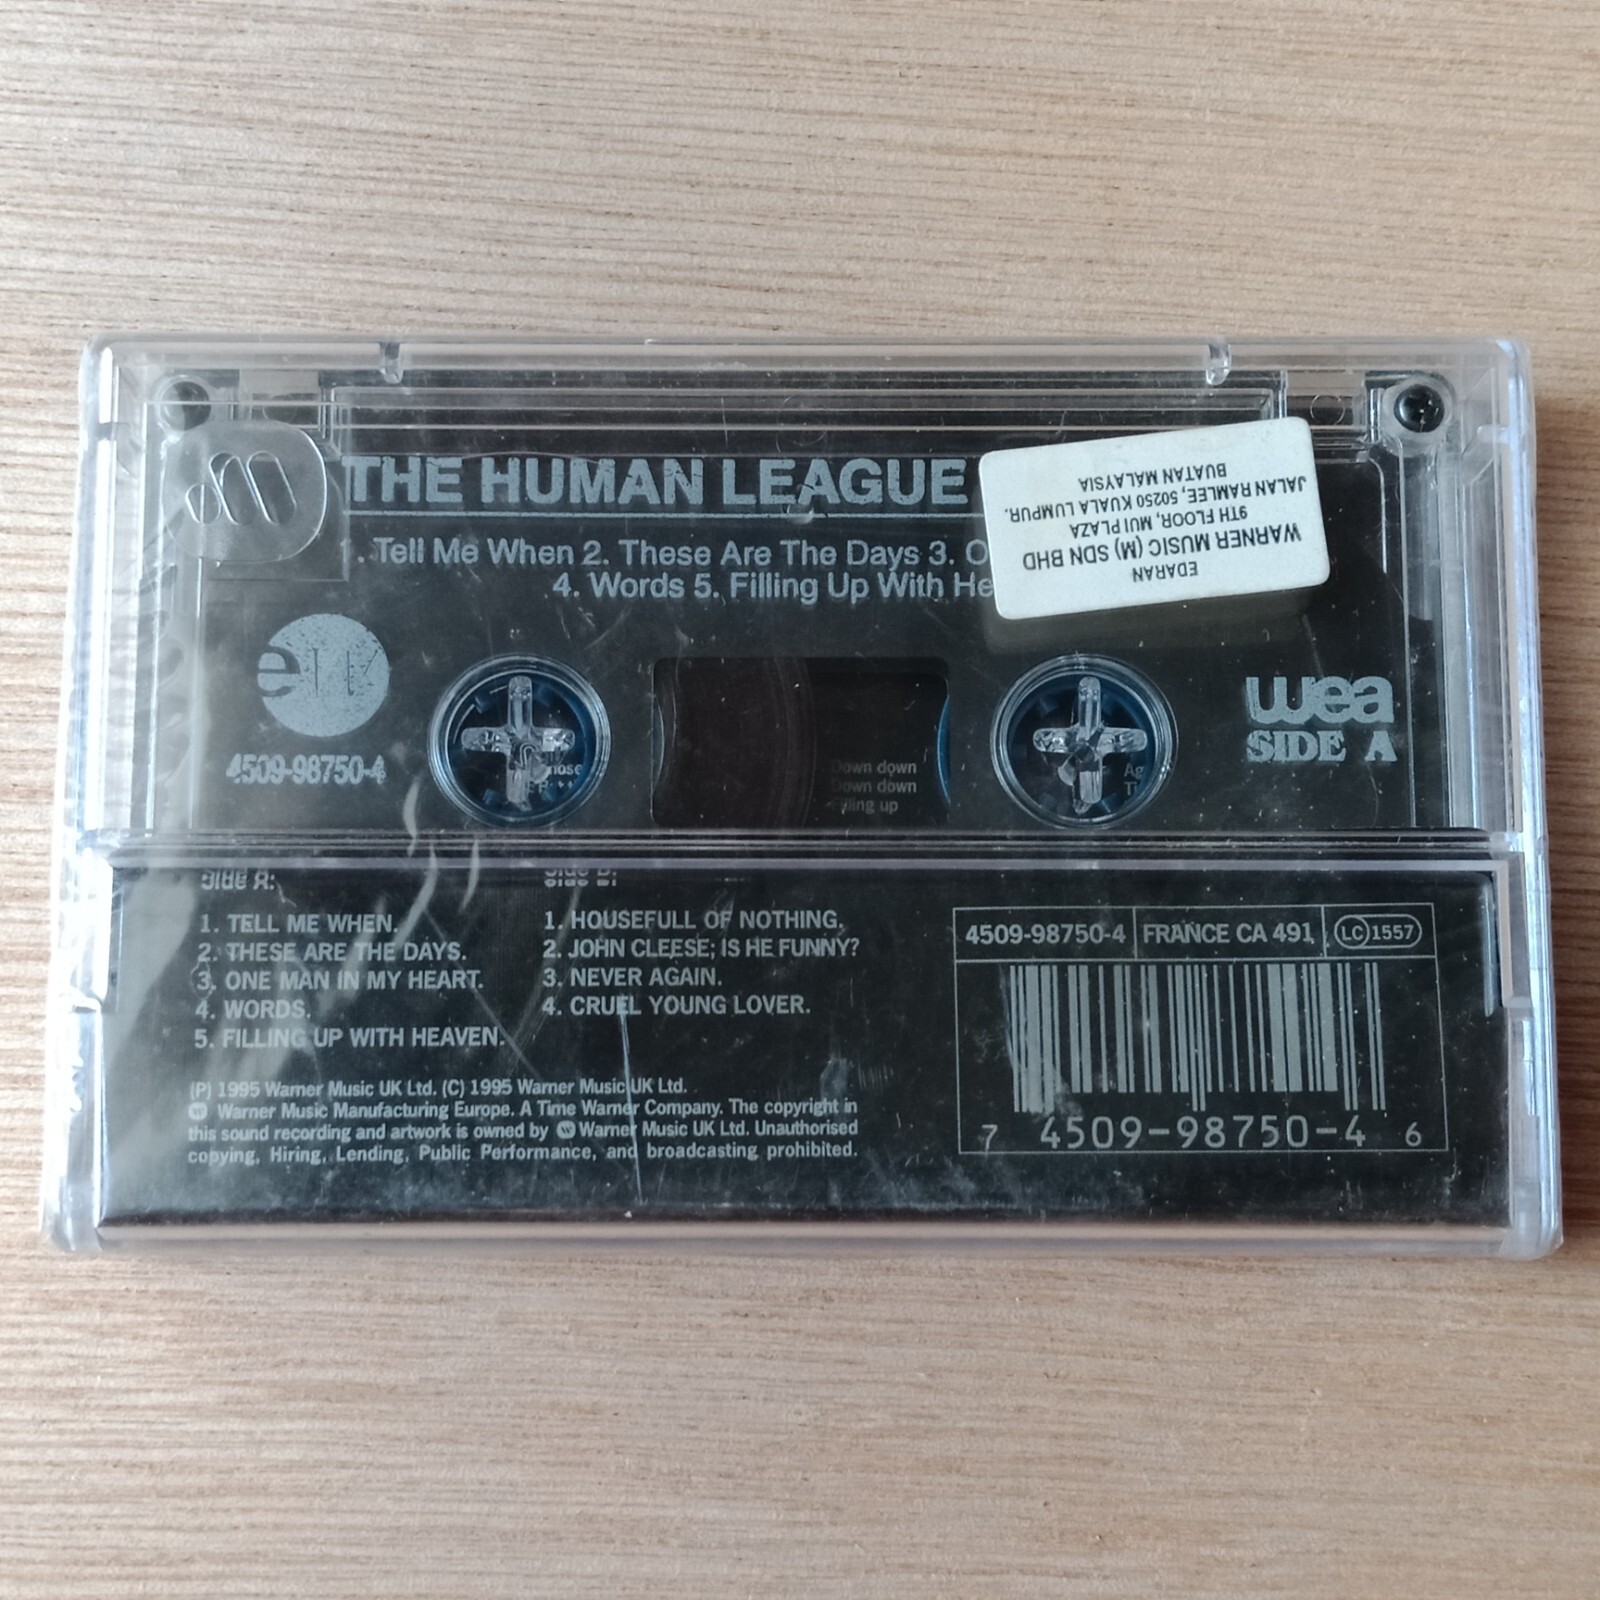 THE HUMAN LEAGUE
1. Tell Me When 2. These Are The Days 3.
4. Words 5. Filling Up With
EDARAN
WARNER MUSIC (M) SDN BHD
9TH FLOOR, MUI PLAZA
JALAN RAMLEE, 50250 KUALA LUMPUR.
BUATAN MALAYSIA
ew
4509-98750-4
wea
SIDE A
Down down
Down down
Filling up
Side A:
1. TELL ME WHEN.
2. THESE ARE THE DAYS.
3. ONE MAN IN MY HEART.
4. WORDS.
5. FILLING UP WITH HEAVEN.
Side B:
1. HOUSEFULL OF NOTHING.
2. JOHN CLEESE; IS HE FUNNY?
3. NEVER AGAIN.
4. CRUEL YOUNG LOVER.
(P) 1995 Warner Music UK Ltd. (C) 1995 Warner Music UK Ltd.
Warner Music Manufacturing Europe. A Time Warner Company. The copyright in
this sound recording and artwork is owned by Warner Music UK Ltd. Unauthorised
copying, Hiring, Lending, Public Performance, and broadcasting prohibited.
4509-98750-4 FRANCE CA 491 LC 1557
7 4509-98750-4 6